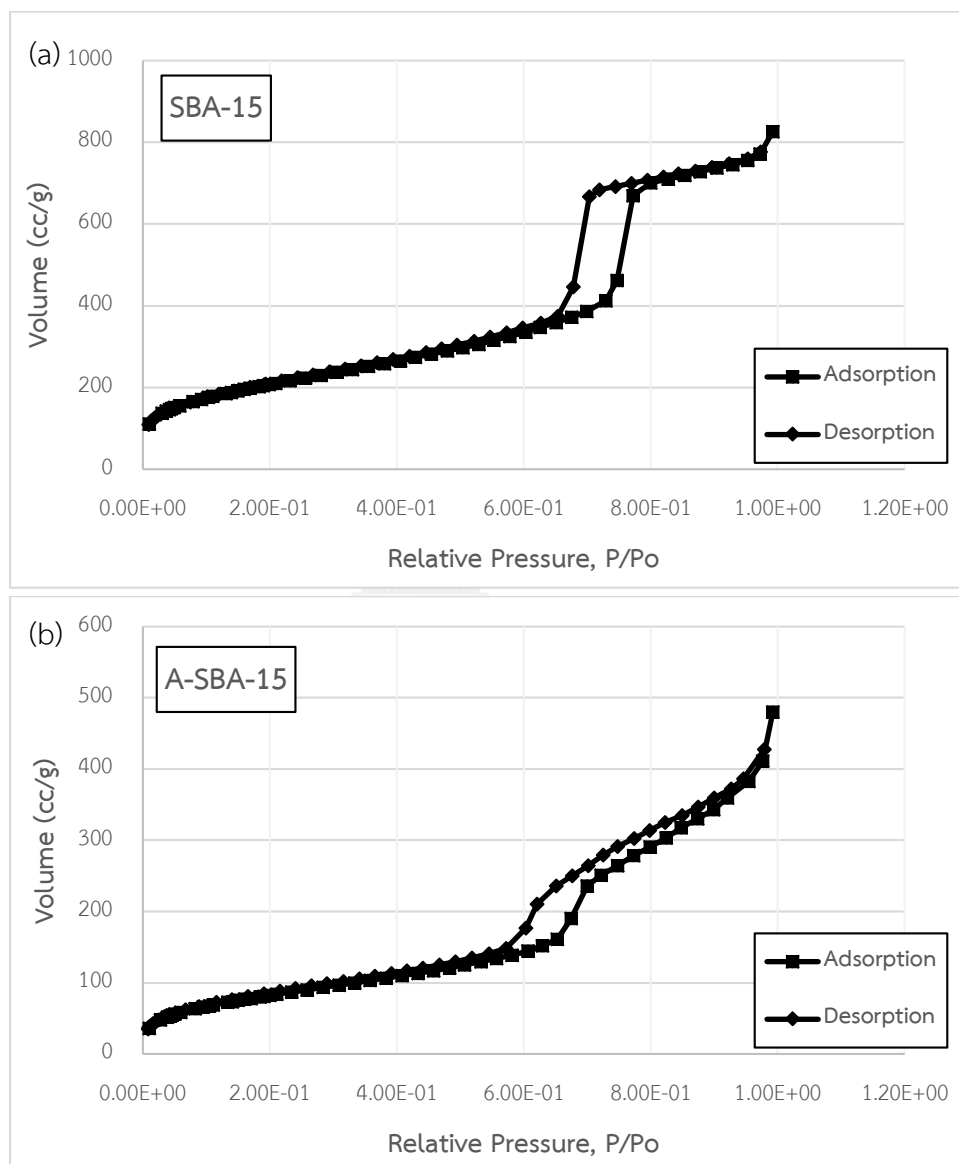 (a)
SBA-15
Volume (cc/g)
1000
800
600
400
200
0
Adsorption
Desorption
0.00E+00 2.00E-01 4.00E-01 6.00E-01 8.00E-01 1.00E+00 1.20E+00
Relative Pressure, P/Po
(b)
A-SBA-15
Volume (cc/g)
600
500
400
300
200
100
0
Adsorption
Desorption
0.00E+00 2.00E-01 4.00E-01 6.00E-01 8.00E-01 1.00E+00 1.20E+00
Relative Pressure, P/Po